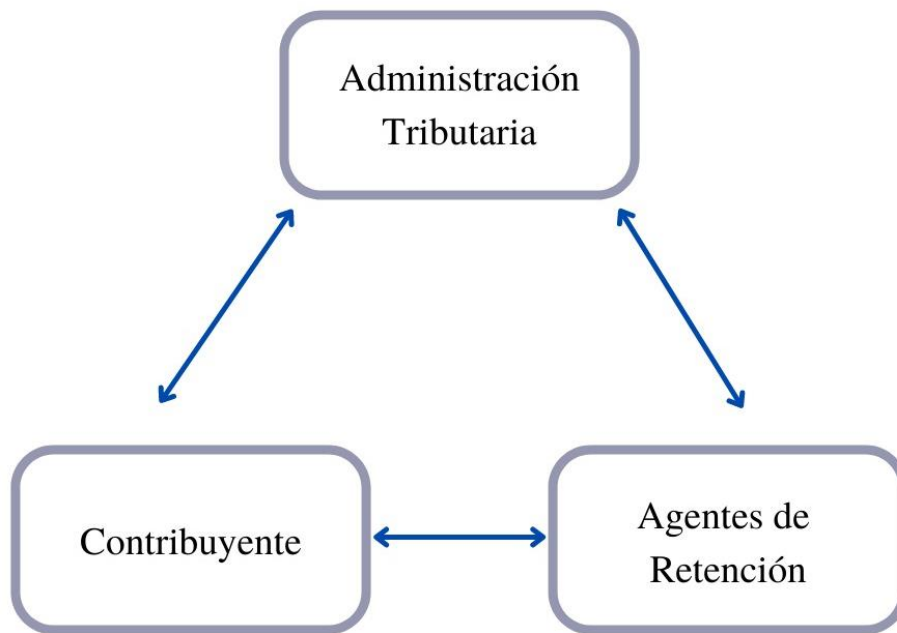 Administración
Tributaria
Contribuyente
Agentes de
Retención